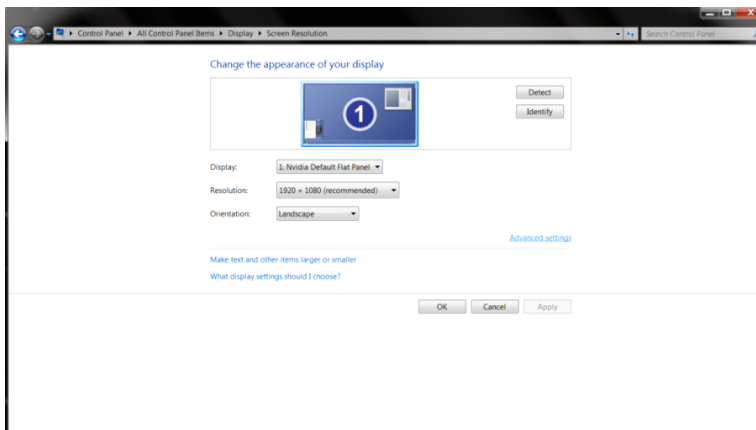 Control Panel ▸ All Control Panel Items ▸ Display ▸ Screen Resolution
Search Control Panel
Change the appearance of your display
1
Detect
Identify
Display: 1. Nvidia Default Flat Panel
Resolution: 1920 × 1080 (recommended)
Orientation: Landscape
Advanced settings
Make text and other items larger or smaller
What display settings should I choose?
OK Cancel Apply